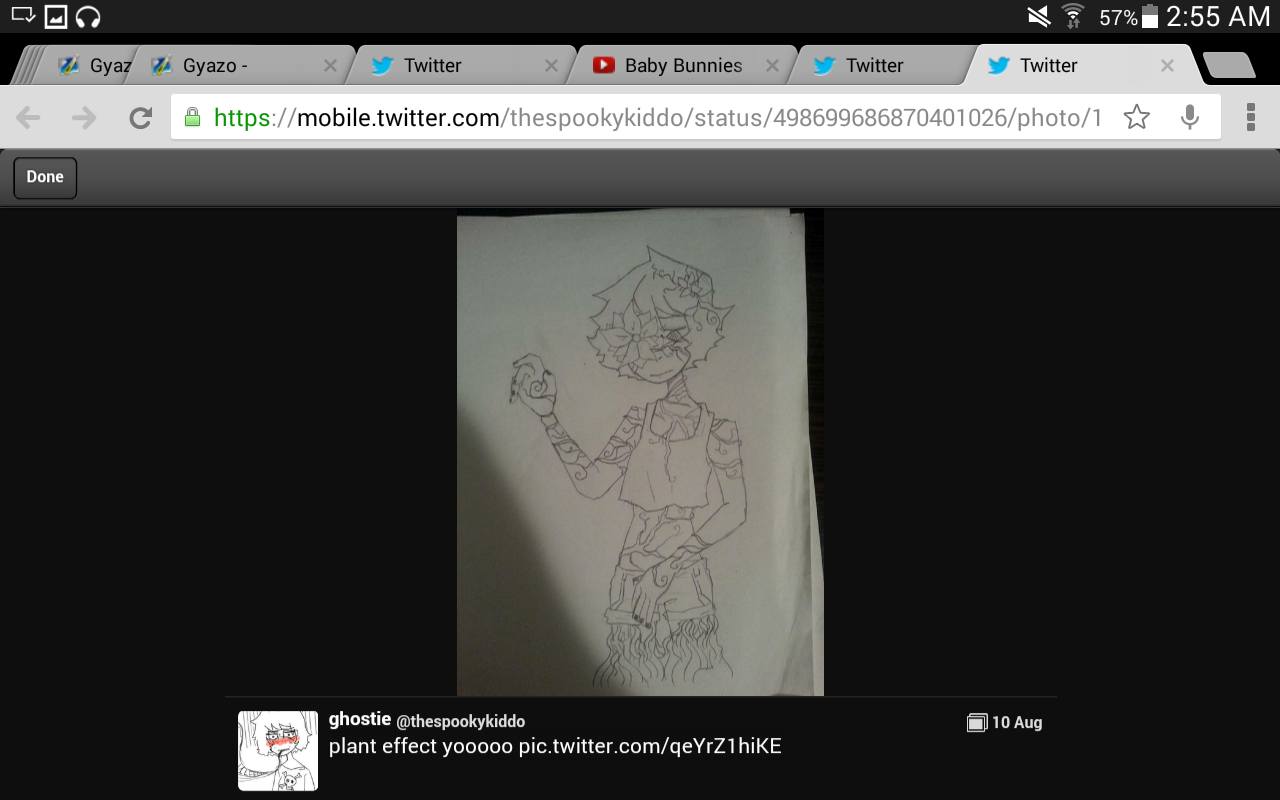 57% 2:55 AM
Gyaz
Gyazo -
Twitter
Baby Bunnies
Twitter
Twitter
https://mobile.twitter.com/thespookykiddo/status/498699686870401026/photo/1
Done
ghostie @thespookykiddo
10 Aug
plant effect yooooo pic.twitter.com/qeYrZ1hiKE